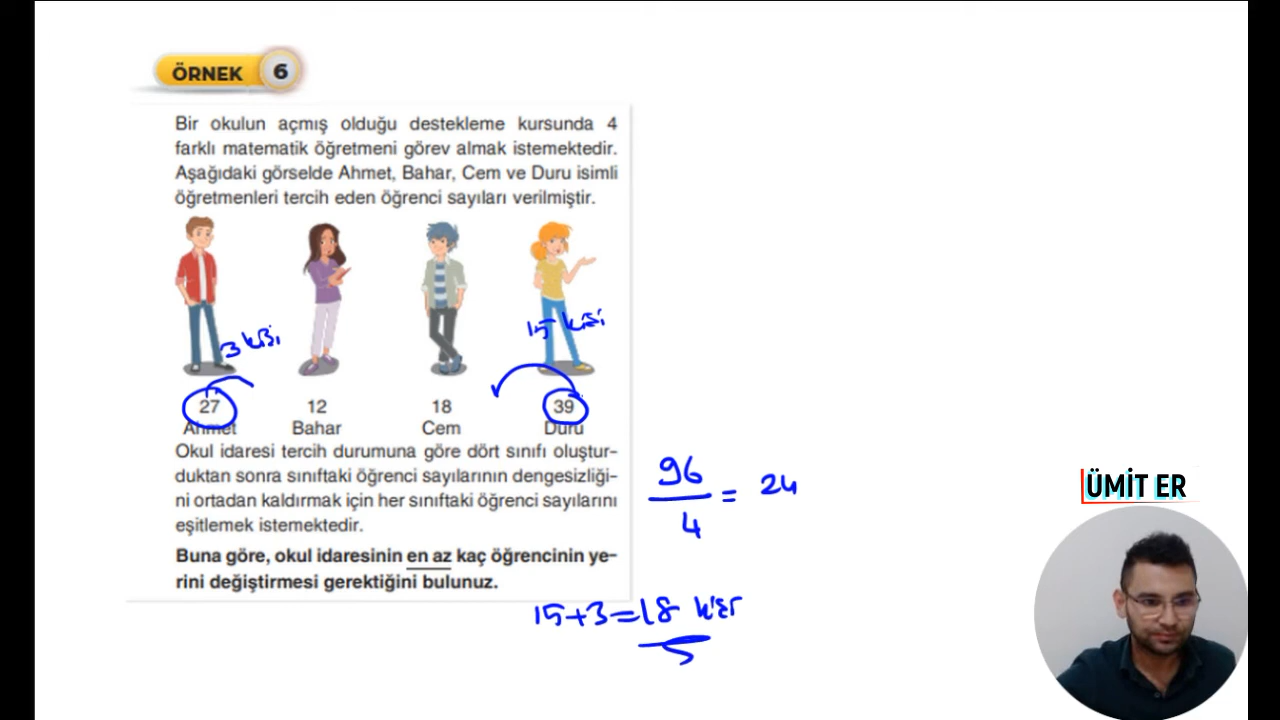 ÖRNEK 6
Bir okulun açmış olduğu destekleme kursunda 4
farklı matematik öğretmeni görev almak istemektedir.
Aşağıdaki görselde Ahmet, Bahar, Cem ve Duru isimli
öğretmenleri tercih eden öğrenci sayıları verilmiştir.
3 kişi
15 kişi
27 12 18 39
Ahmet Bahar Cem Duru
Okul idaresi tercih durumuna göre dört sınıfı oluştur-
duktan sonra sınıftaki öğrenci sayılarının dengesizliği-
ni ortadan kaldırmak için her sınıftaki öğrenci sayılarını
eşitlemek istemektedir.
Buna göre, okul idaresinin en az kaç öğrencinin ye-
rini değiştirmesi gerektiğini bulunuz.
96
4
= 24
15+3=18 kişi
ÜMİT ER